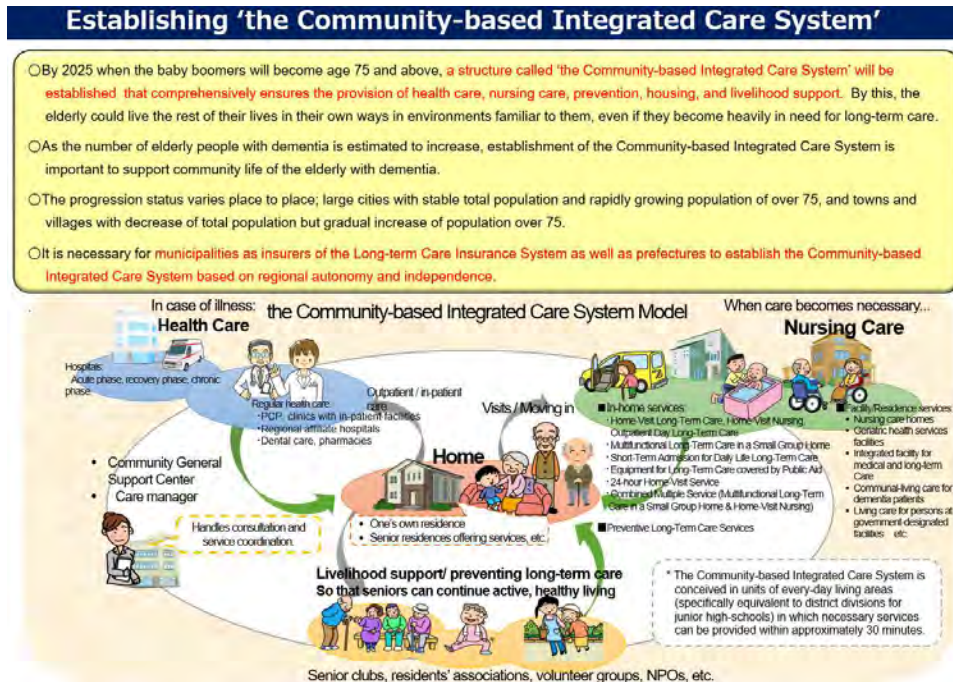 Establishing ‘the Community-based Integrated Care System’
○By 2025 when the baby boomers will become age 75 and above, a structure called ‘the Community-based Integrated Care System’ will be
established that comprehensively ensures the provision of health care, nursing care, prevention, housing, and livelihood support. By this, the
elderly could live the rest of their lives in their own ways in environments familiar to them, even if they become heavily in need for long-term care.
○As the number of elderly people with dementia is estimated to increase, establishment of the Community-based Integrated Care System is
important to support community life of the elderly with dementia.
○The progression status varies place to place; large cities with stable total population and rapidly growing population of over 75, and towns and
villages with decrease of total population but gradual increase of population over 75.
○It is necessary for municipalities as insurers of the Long-term Care Insurance System as well as prefectures to establish the Community-based
Integrated Care System based on regional autonomy and independence.
the Community-based Integrated Care System Model
In case of illness:
Health Care
Hospitals:
Acute phase, recovery phase, chronic
phase
Regular health care:
・PCP, clinics with in-patient facilities
・Regional affiliate hospitals
・Dental care, pharmacies
Outpatient / in-patient
care
When care becomes necessary...
Nursing Care
Visits / Moving in
■In-home services:
・Home-Visit Long-Term Care, Home-Visit Nursing,
Outpatient Day Long-Term Care
・Multifunctional Long-Term Care in a Small Group Home
・Short-Term Admission for Daily Life Long-Term Care
・Equipment for Long-Term Care covered by Public Aid
・24-hour Home-Visit Service
・Combined Multiple Service (Multifunctional Long-Term
Care in a Small Group Home & Home-Visit Nursing)
■Preventive Long-Term Care Services
■Facility/Residence services:
• Nursing care homes
• Geriatric health services
facilities
• Integrated facility for
medical and long-term
Care
• Communal-living care for
dementia patients
• Living care for persons at
government-designated
facilities etc.
• Community General
Support Center
• Care manager
Handles consultation and
service coordination.
Home
• One's own residence
• Senior residences offering services, etc.
Livelihood support/ preventing long-term care
So that seniors can continue active, healthy living
Senior clubs, residents' associations, volunteer groups, NPOs, etc.
* The Community-based Integrated Care System is
conceived in units of every-day living areas
(specifically equivalent to district divisions for
junior high-schools) in which necessary services
can be provided within approximately 30 minutes.